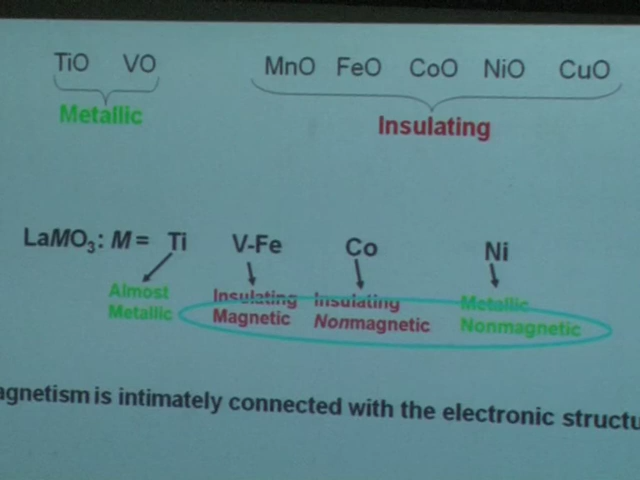 TiO VO MnO FeO CoO NiO CuO
Metallic Insulating
LaMO₃: M = Ti V-Fe Co Ni
Almost Insulating Insulating Metallic
Metallic Magnetic Nonmagnetic Nonmagnetic
agnetism is intimately connected with the electronic structu